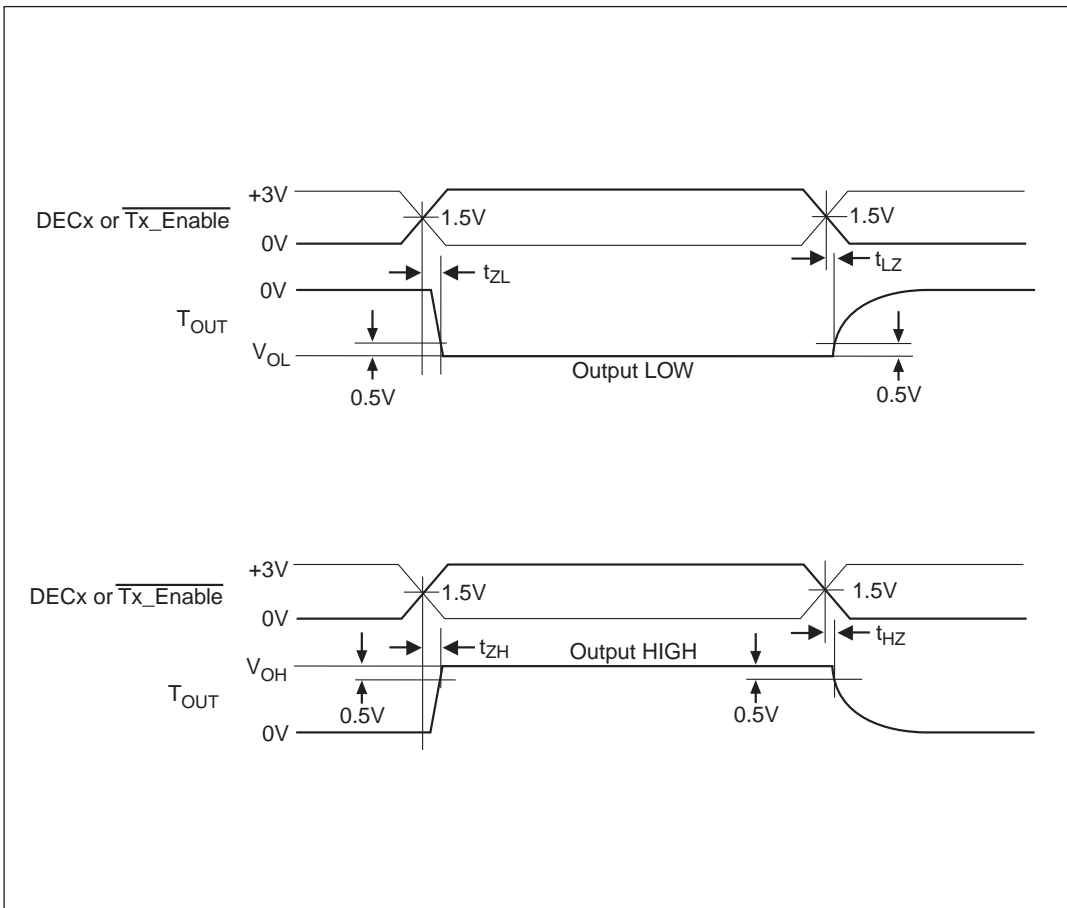 +3V
DECx or Tx_Enable
1.5V
1.5V
0V
tZL
tLZ
0V
TOUT
VOL
Output LOW
0.5V
0.5V
+3V
DECx or Tx_Enable
1.5V
1.5V
0V
tZH
Output HIGH
tHZ
VOH
TOUT
0.5V
0.5V
0V